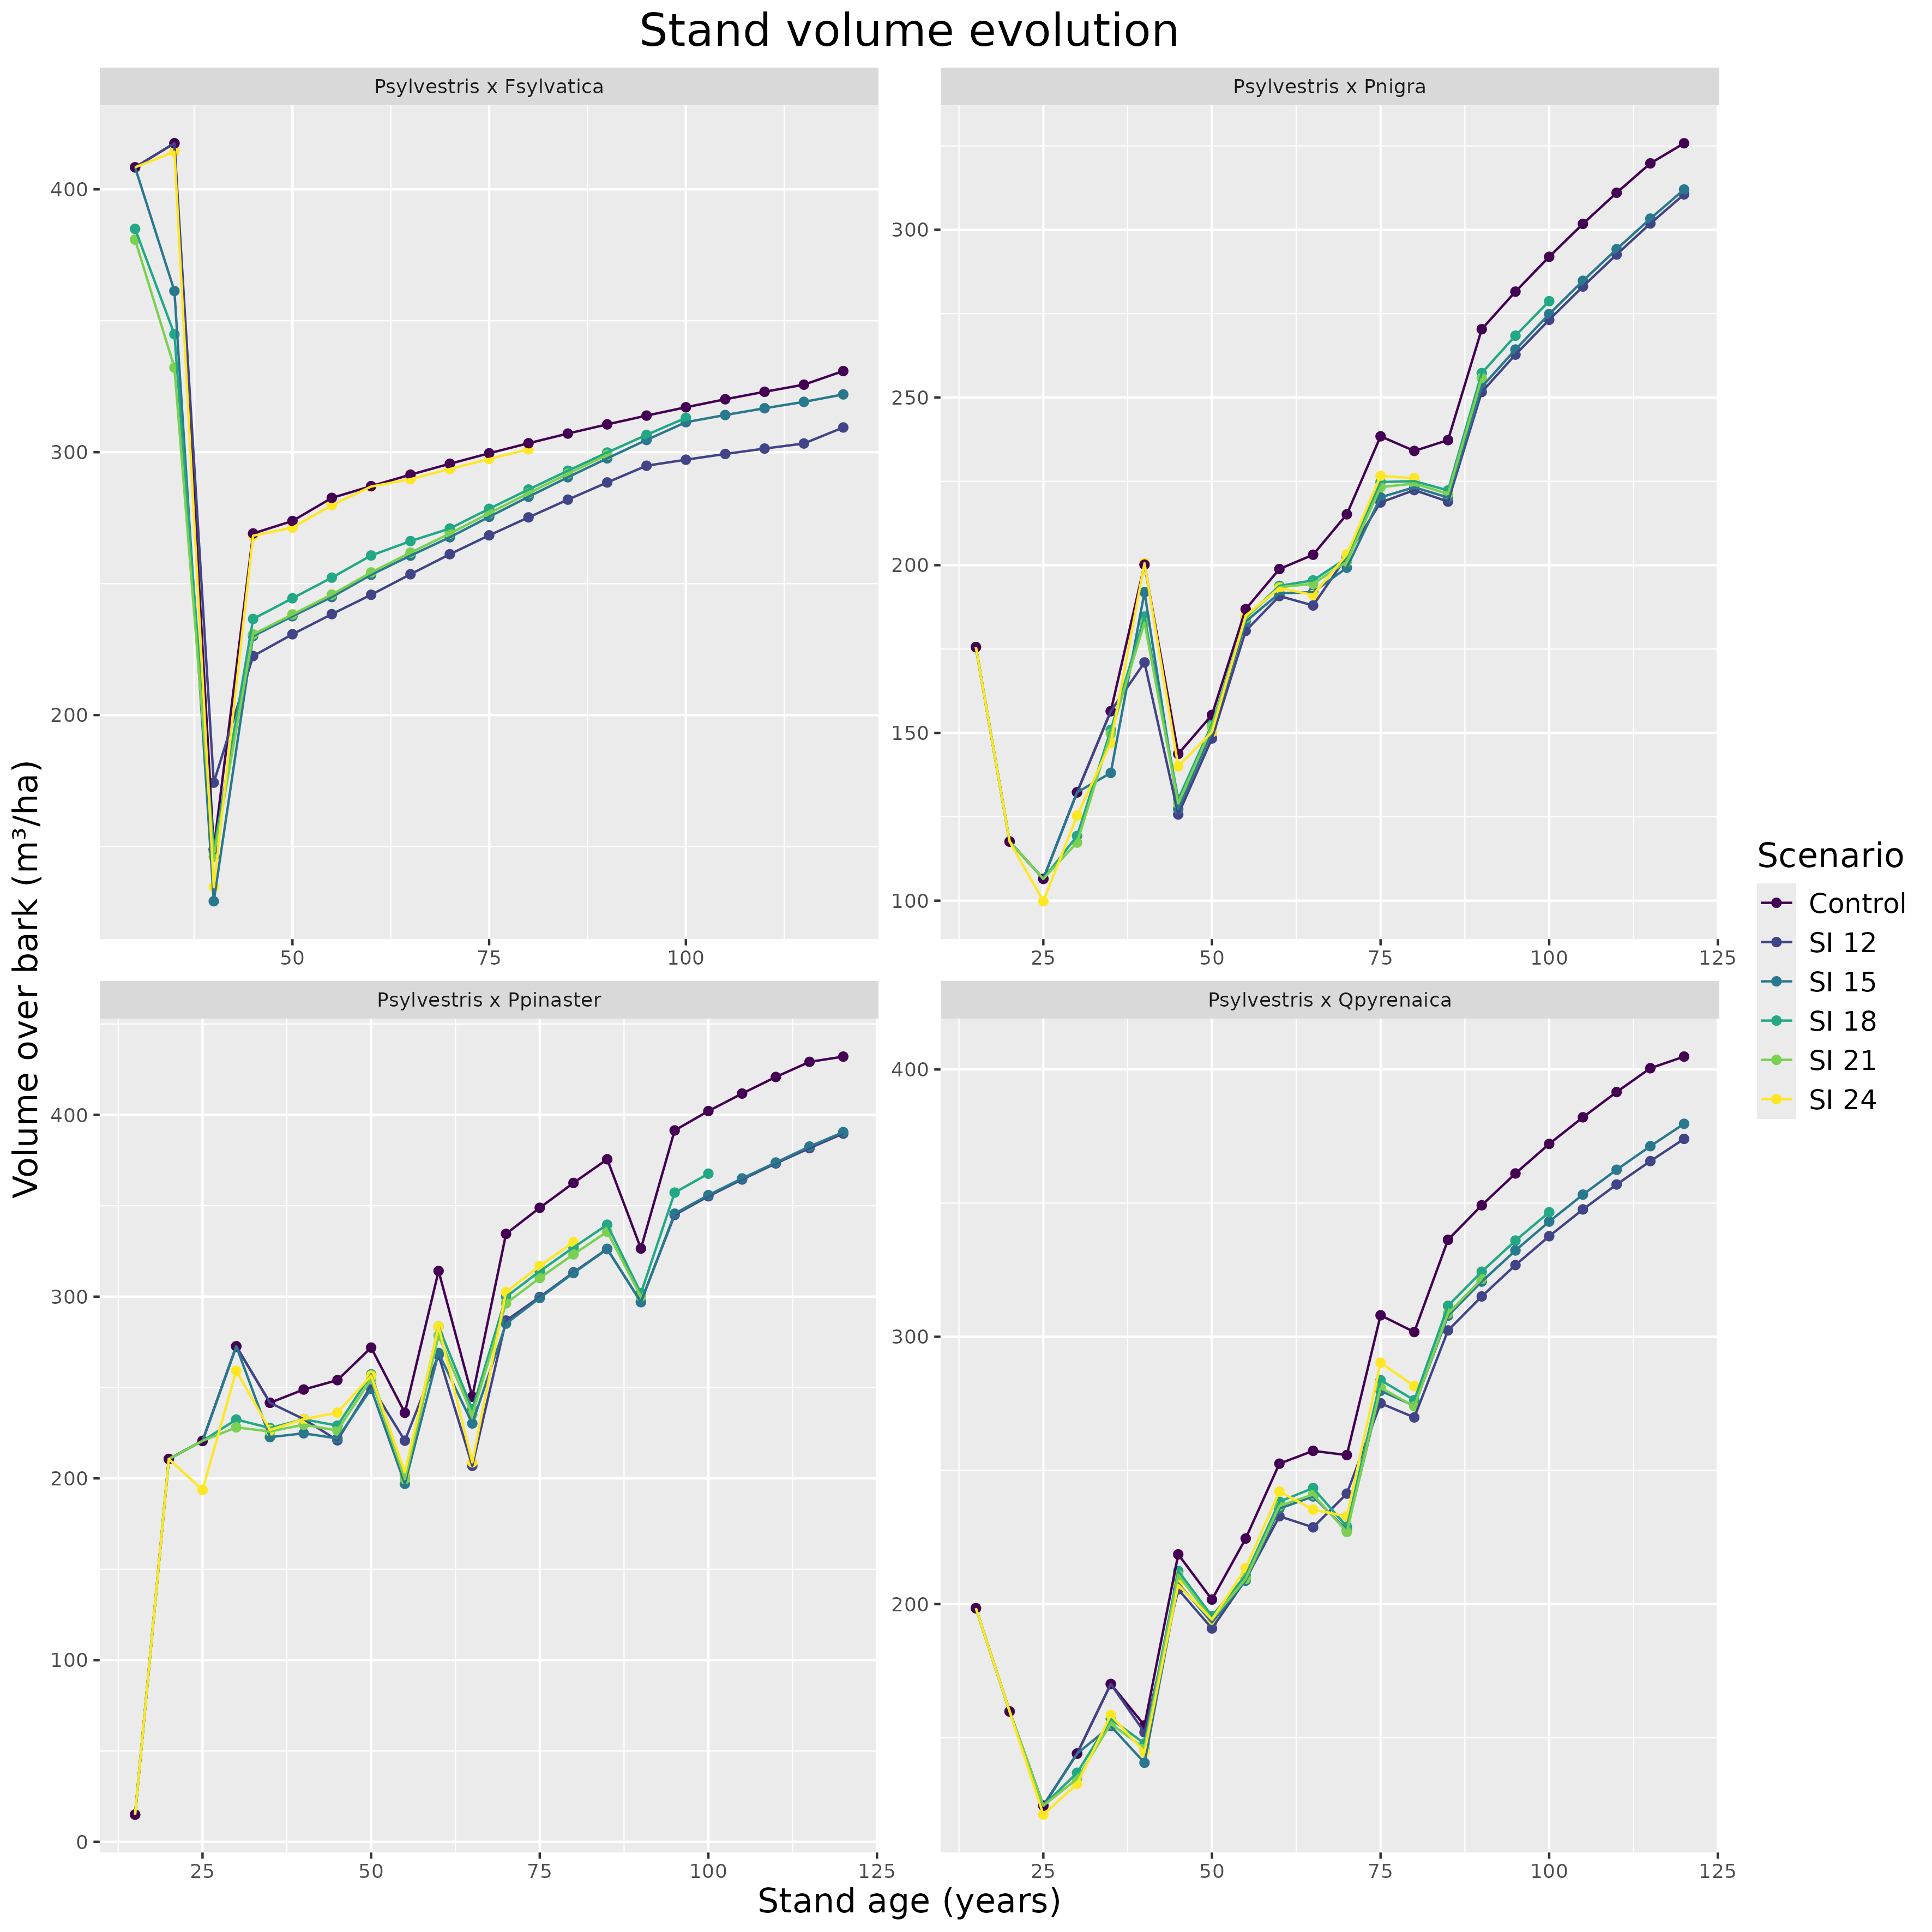 Stand volume evolution
Psylvestris x Fsylvatica
Psylvestris x Pnigra
400
300
200
50
75
100
300
250
200
150
100
25
50
75
100
125
Psylvestris x Ppinaster
Psylvestris x Qpyrenaica
400
300
200
100
0
25
50
75
100
125
400
300
200
25
50
75
100
125
Volume over bark (m³/ha)
Stand age (years)
Scenario
Control
SI 12
SI 15
SI 18
SI 21
SI 24